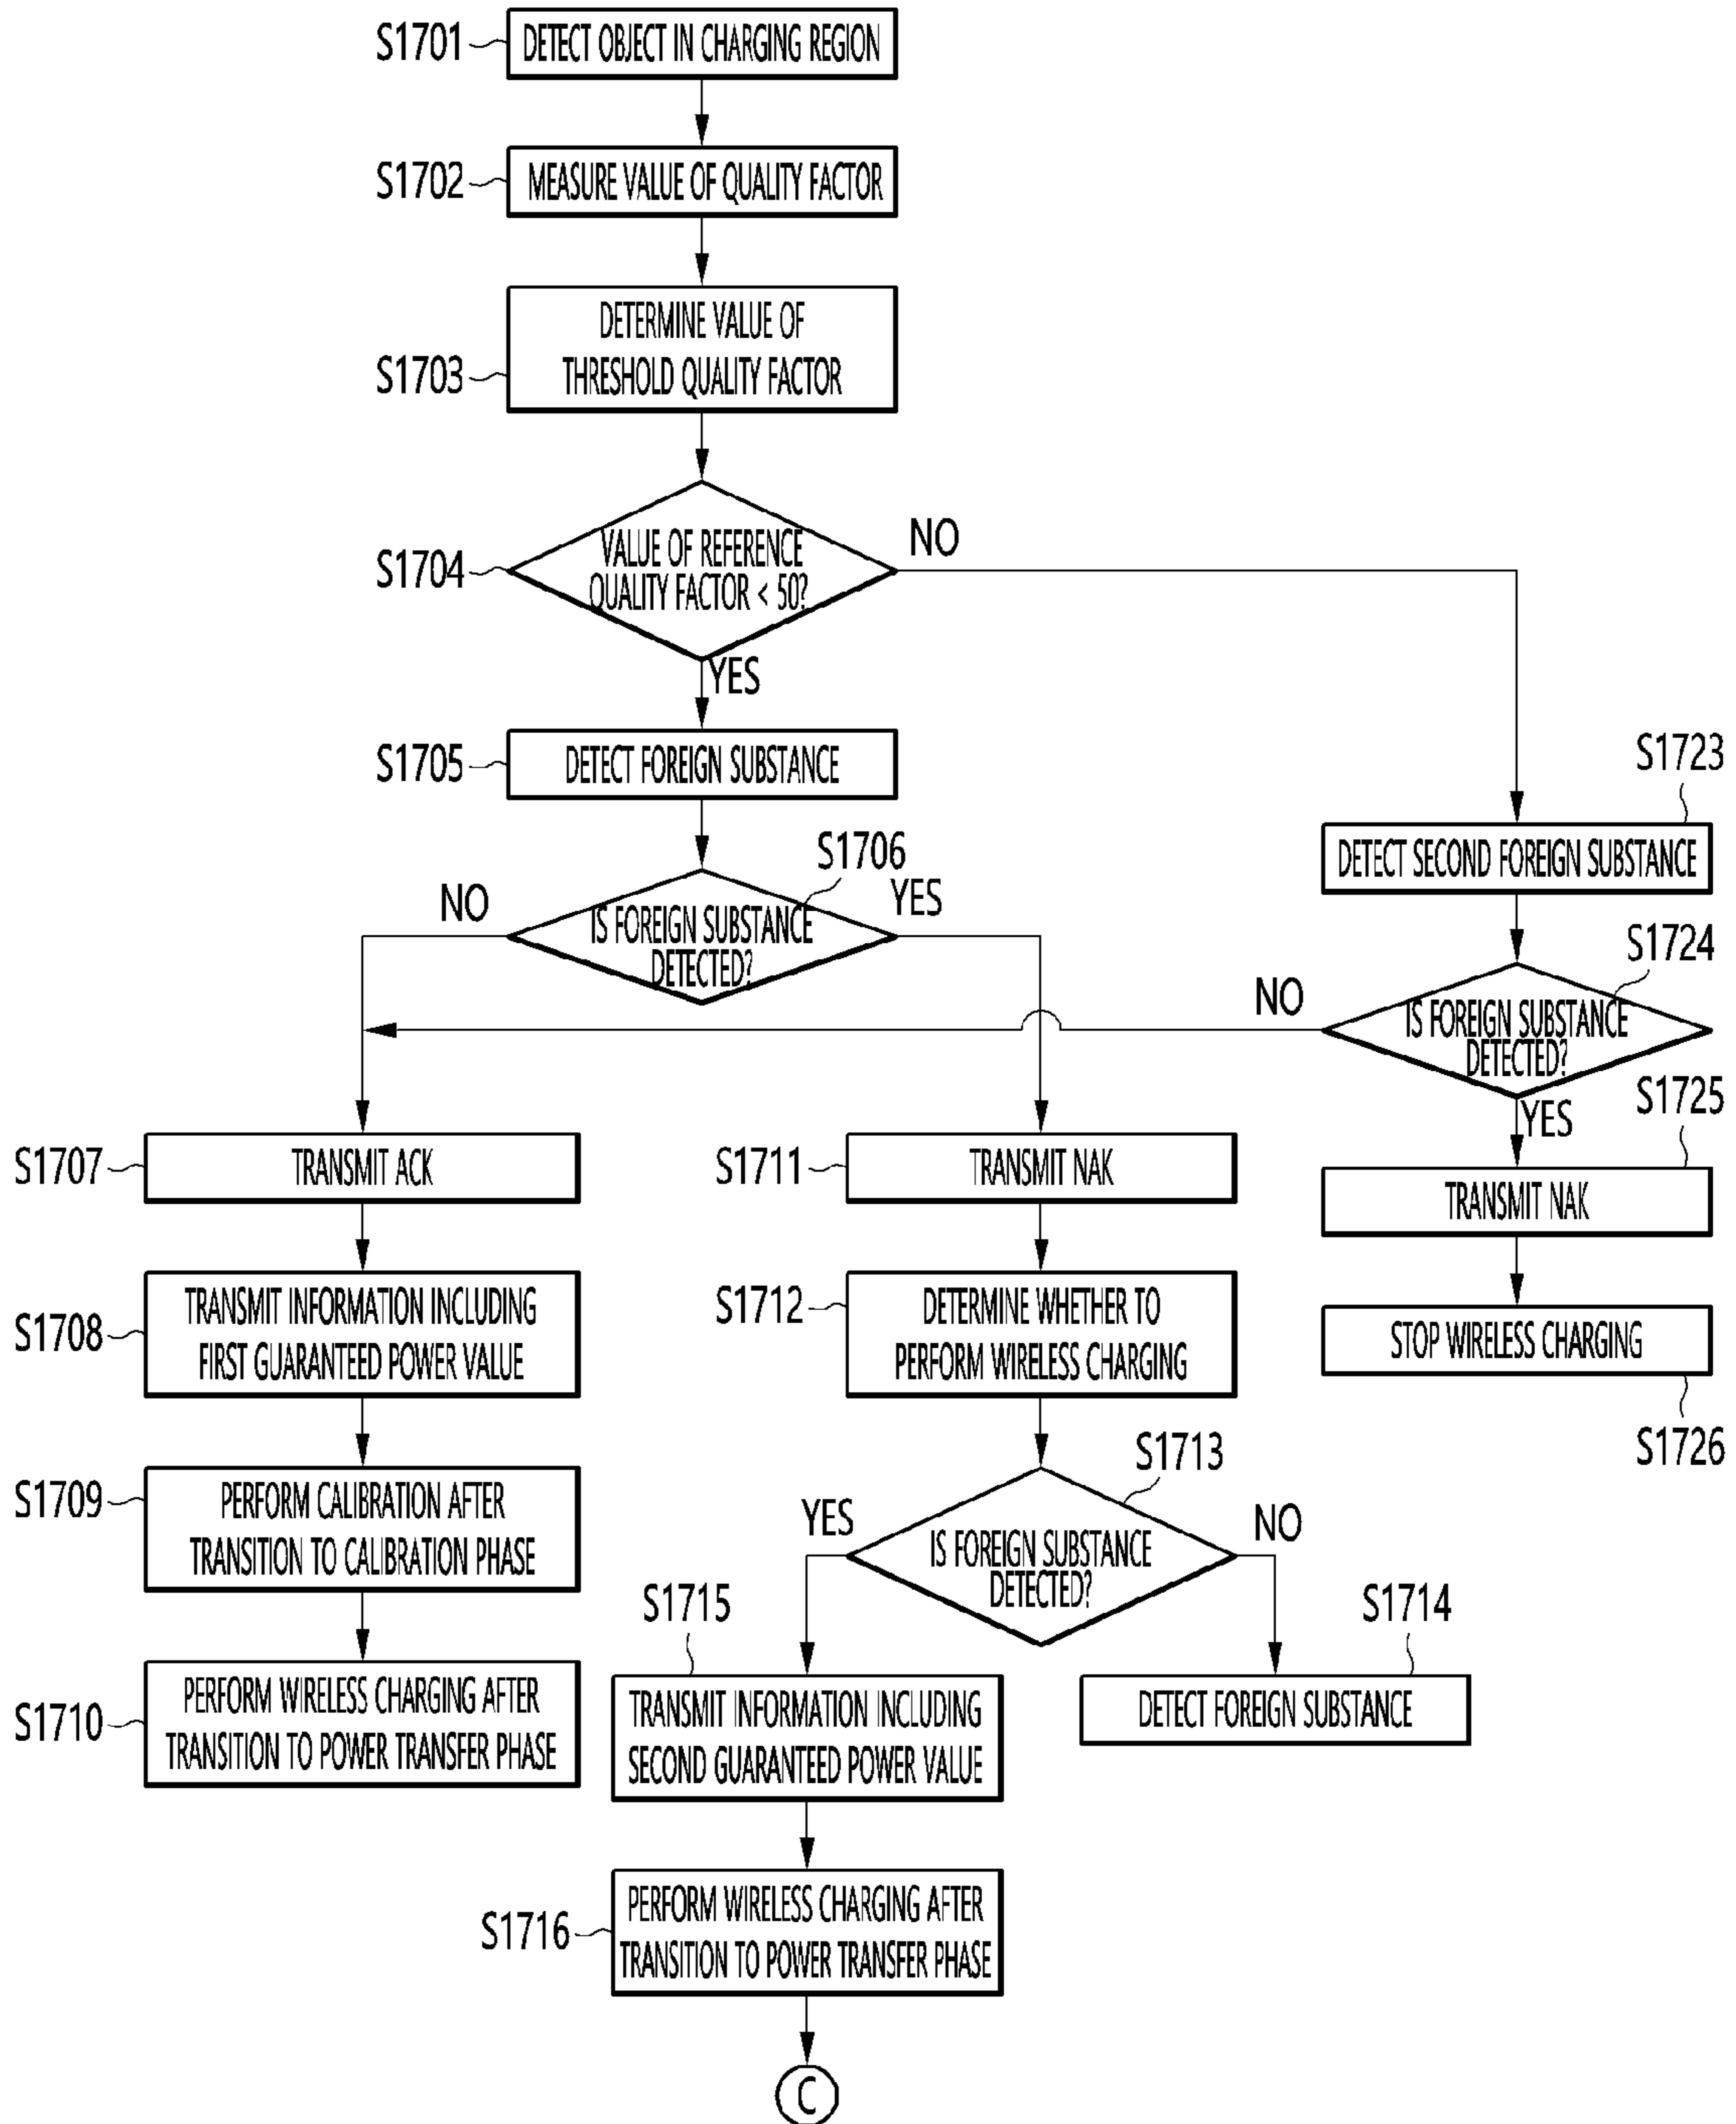 S1701
DETECT OBJECT IN CHARGING REGION
S1702
MEASURE VALUE OF QUALITY FACTOR
S1703
DETERMINE VALUE OF
THRESHOLD QUALITY FACTOR
S1704
VALUE OF REFERENCE
QUALITY FACTOR < 50?
NO
YES
S1705
DETECT FOREIGN SUBSTANCE
S1723
DETECT SECOND FOREIGN SUBSTANCE
S1706
NO
IS FOREIGN SUBSTANCE
DETECTED?
YES
S1724
NO
IS FOREIGN SUBSTANCE
DETECTED?
YES
S1725
TRANSMIT NAK
STOP WIRELESS CHARGING
S1726
S1707
TRANSMIT ACK
S1708
TRANSMIT INFORMATION INCLUDING
FIRST GUARANTEED POWER VALUE
S1709
PERFORM CALIBRATION AFTER
TRANSITION TO CALIBRATION PHASE
S1710
PERFORM WIRELESS CHARGING AFTER
TRANSITION TO POWER TRANSFER PHASE
S1711
TRANSMIT NAK
S1712
DETERMINE WHETHER TO
PERFORM WIRELESS CHARGING
S1713
YES
IS FOREIGN SUBSTANCE
DETECTED?
NO
S1714
DETECT FOREIGN SUBSTANCE
S1715
TRANSMIT INFORMATION INCLUDING
SECOND GUARANTEED POWER VALUE
S1716
PERFORM WIRELESS CHARGING AFTER
TRANSITION TO POWER TRANSFER PHASE
C